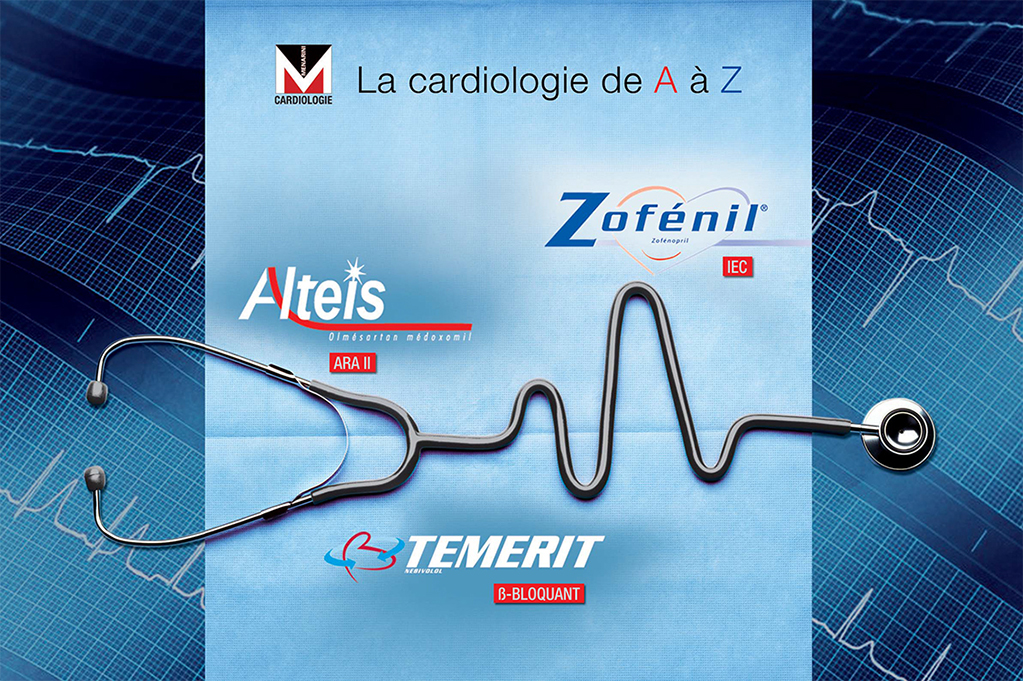 MENARINI
CARDIOLOGIE
La cardiologie de A à Z
Zofénil®
Zofénopril
IEC
Alteis
Olmésartan médoxomil
ARA II
TEMERIT
NEBIVOLOL
ß-BLOQUANT